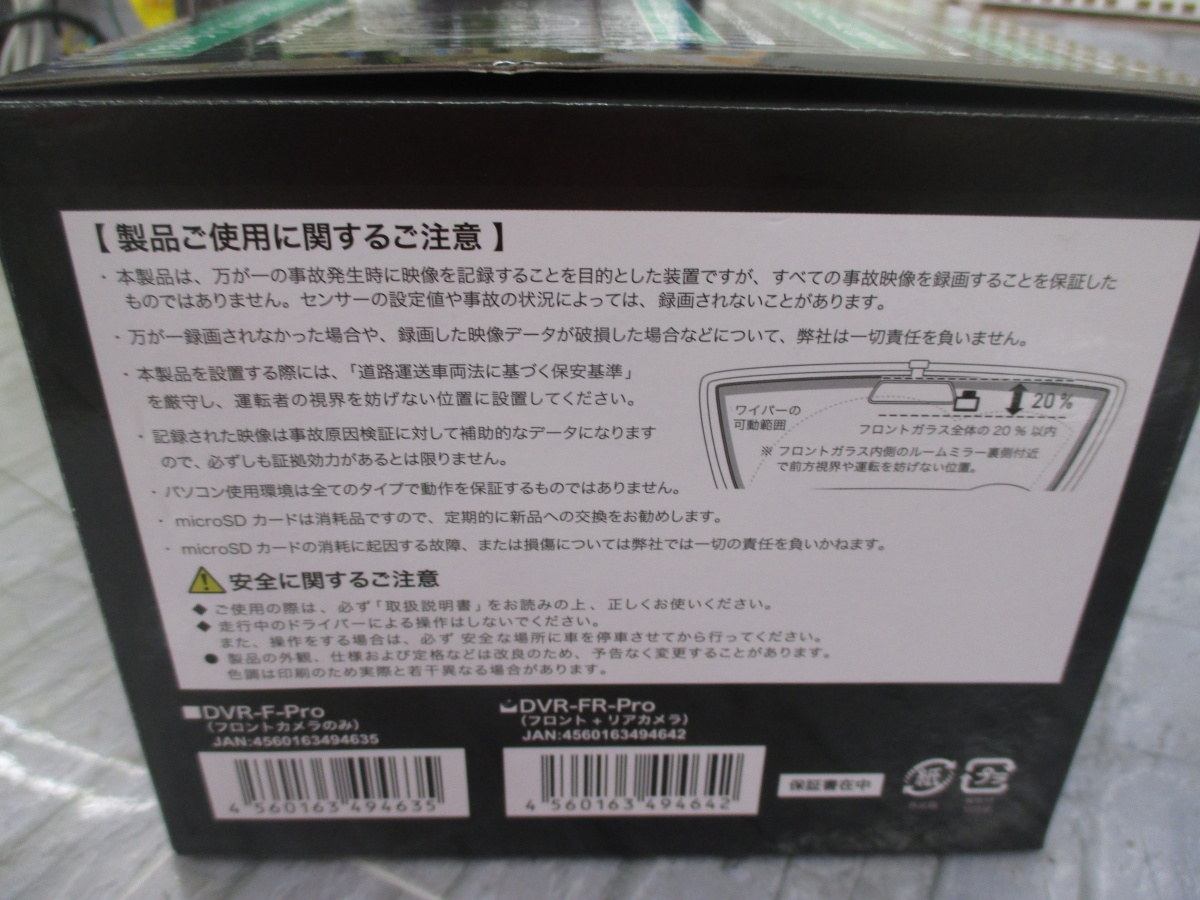 【 製品ご使用に関するご注意 】
・本製品は、万が一の事故発生時に映像を記録することを目的とした装置ですが、すべての事故映像を録画することを保証した
ものではありません。センサーの設定値や事故の状況によっては、録画されないことがあります。
・万が一録画されなかった場合や、録画した映像データが破損した場合などについて、弊社は一切責任を負いません。
・本製品を設置する際には、「道路運送車両法に基づく保安基準」
を厳守し、運転者の視界を妨げない位置に設置してください。
・記録された映像は事故原因検証に対して補助的なデータになります
ので、必ずしも証拠効力があるとは限りません。
・パソコン使用環境は全てのタイプで動作を保証するものではありません。
・microSD カードは消耗品ですので、定期的に新品への交換をお勧めします。
・microSD カードの消耗に起因する故障、または損傷については弊社では一切の責任を負いかねます。
ワイパーの
可動範囲
20 %
フロントガラス全体の 20 % 以内
※ フロントガラス内側のルームミラー裏側付近
で前方視界や運転を妨げない位置。
安全に関するご注意
◆ ご使用の際は、必ず「取扱説明書」をお読みの上、正しくお使いください。
◆ 走行中のドライバーによる操作はしないでください。
また、操作をする場合は、必ず 安全な場所に車を停車させてから行ってください。
● 製品の外観、仕様および定格などは改良のため、予告なく変更することがあります。
色調は印刷のため実際と若干異なる場合があります。
■DVR-F-Pro
(フロントカメラのみ)
JAN:4560163494635
4 560163 494635
DVR-FR-Pro
(フロント + リアカメラ)
JAN:4560163494642
4 560163 494642
保証書在中
紙
プラ